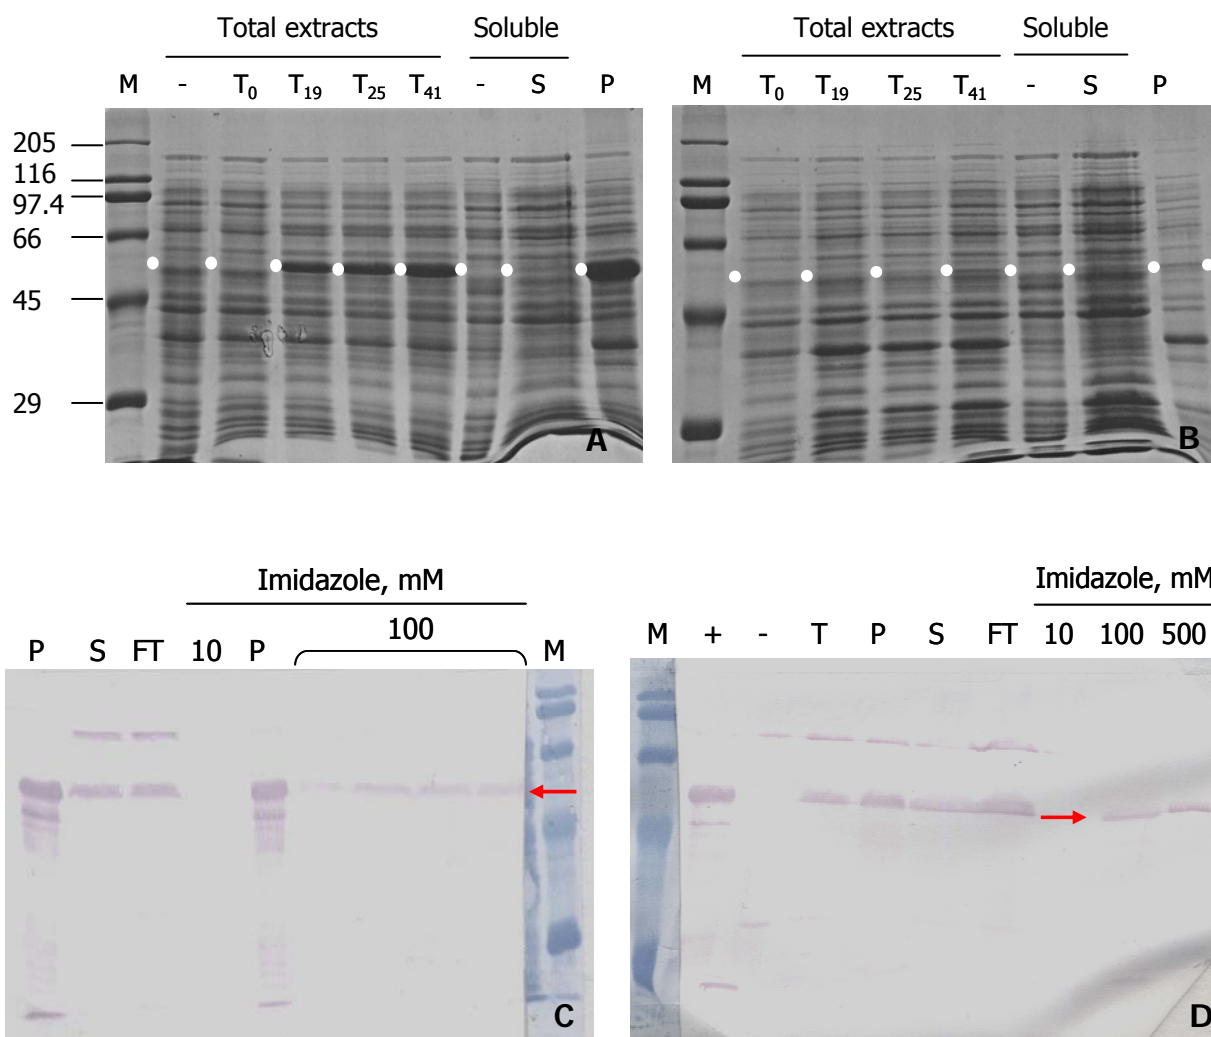 Total extracts Soluble
M - T0 T19 T25 T41 - S P
205
116
97.4
66
45
29
A
Total extracts Soluble
M T0 T19 T25 T41 - S P
B
Imidazole, mM
100
P S FT 10 P M
C
Imidazole, mM
M + - T P S FT 10 100 500
D